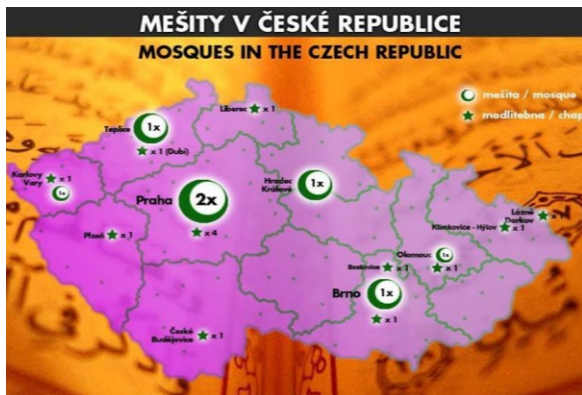 MEŠITY V ČESKÉ REPUBLICE
MOSQUES IN THE CZECH REPUBLIC
mešita / mosque
modlitebna / chap
Liberec x 1
Teplice 1x
x 1 (Dubí)
Karlovy
Vary
x 1
1x
Praha 2x
x 4
Hradec
Králové
1x
Plzeň x 1
Lázně
Darkov
x
Klimkovice - Hýlov x 1
Olomouc 1x
x 1
Boskovice x 1
Brno 1x
x 1
České
Budějovice
x 1